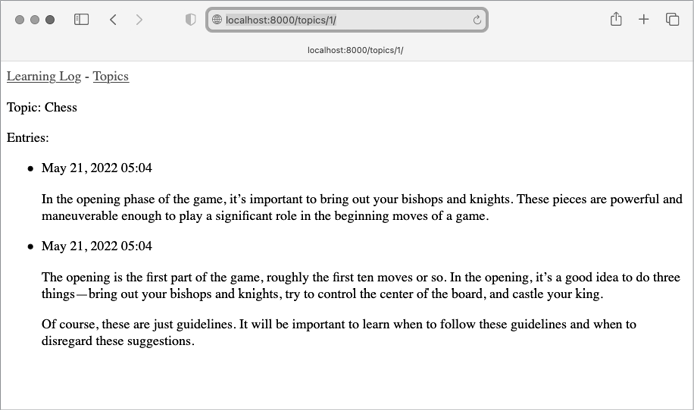 localhost:8000/topics/1/
localhost:8000/topics/1/
Learning Log - Topics
Topic: Chess
Entries:
• May 21, 2022 05:04
In the opening phase of the game, it’s important to bring out your bishops and knights. These pieces are powerful and
maneuverable enough to play a significant role in the beginning moves of a game.
• May 21, 2022 05:04
The opening is the first part of the game, roughly the first ten moves or so. In the opening, it’s a good idea to do three
things—bring out your bishops and knights, try to control the center of the board, and castle your king.
Of course, these are just guidelines. It will be important to learn when to follow these guidelines and when to
disregard these suggestions.